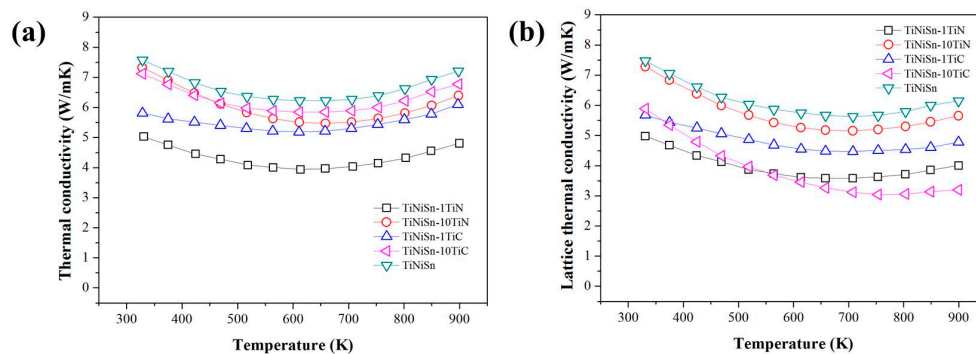 (a)
Thermal conductivity (W/mK)
9
8
7
6
5
4
3
2
1
0
TiNiSn-1TiN
TiNiSn-10TiN
TiNiSn-1TiC
TiNiSn-10TiC
TiNiSn
300 400 500 600 700 800 900
Temperature (K)
(b)
Lattice thermal conductivity (W/mK)
9
8
7
6
5
4
3
2
1
0
TiNiSn-1TiN
TiNiSn-10TiN
TiNiSn-1TiC
TiNiSn-10TiC
TiNiSn
300 400 500 600 700 800 900
Temperature (K)